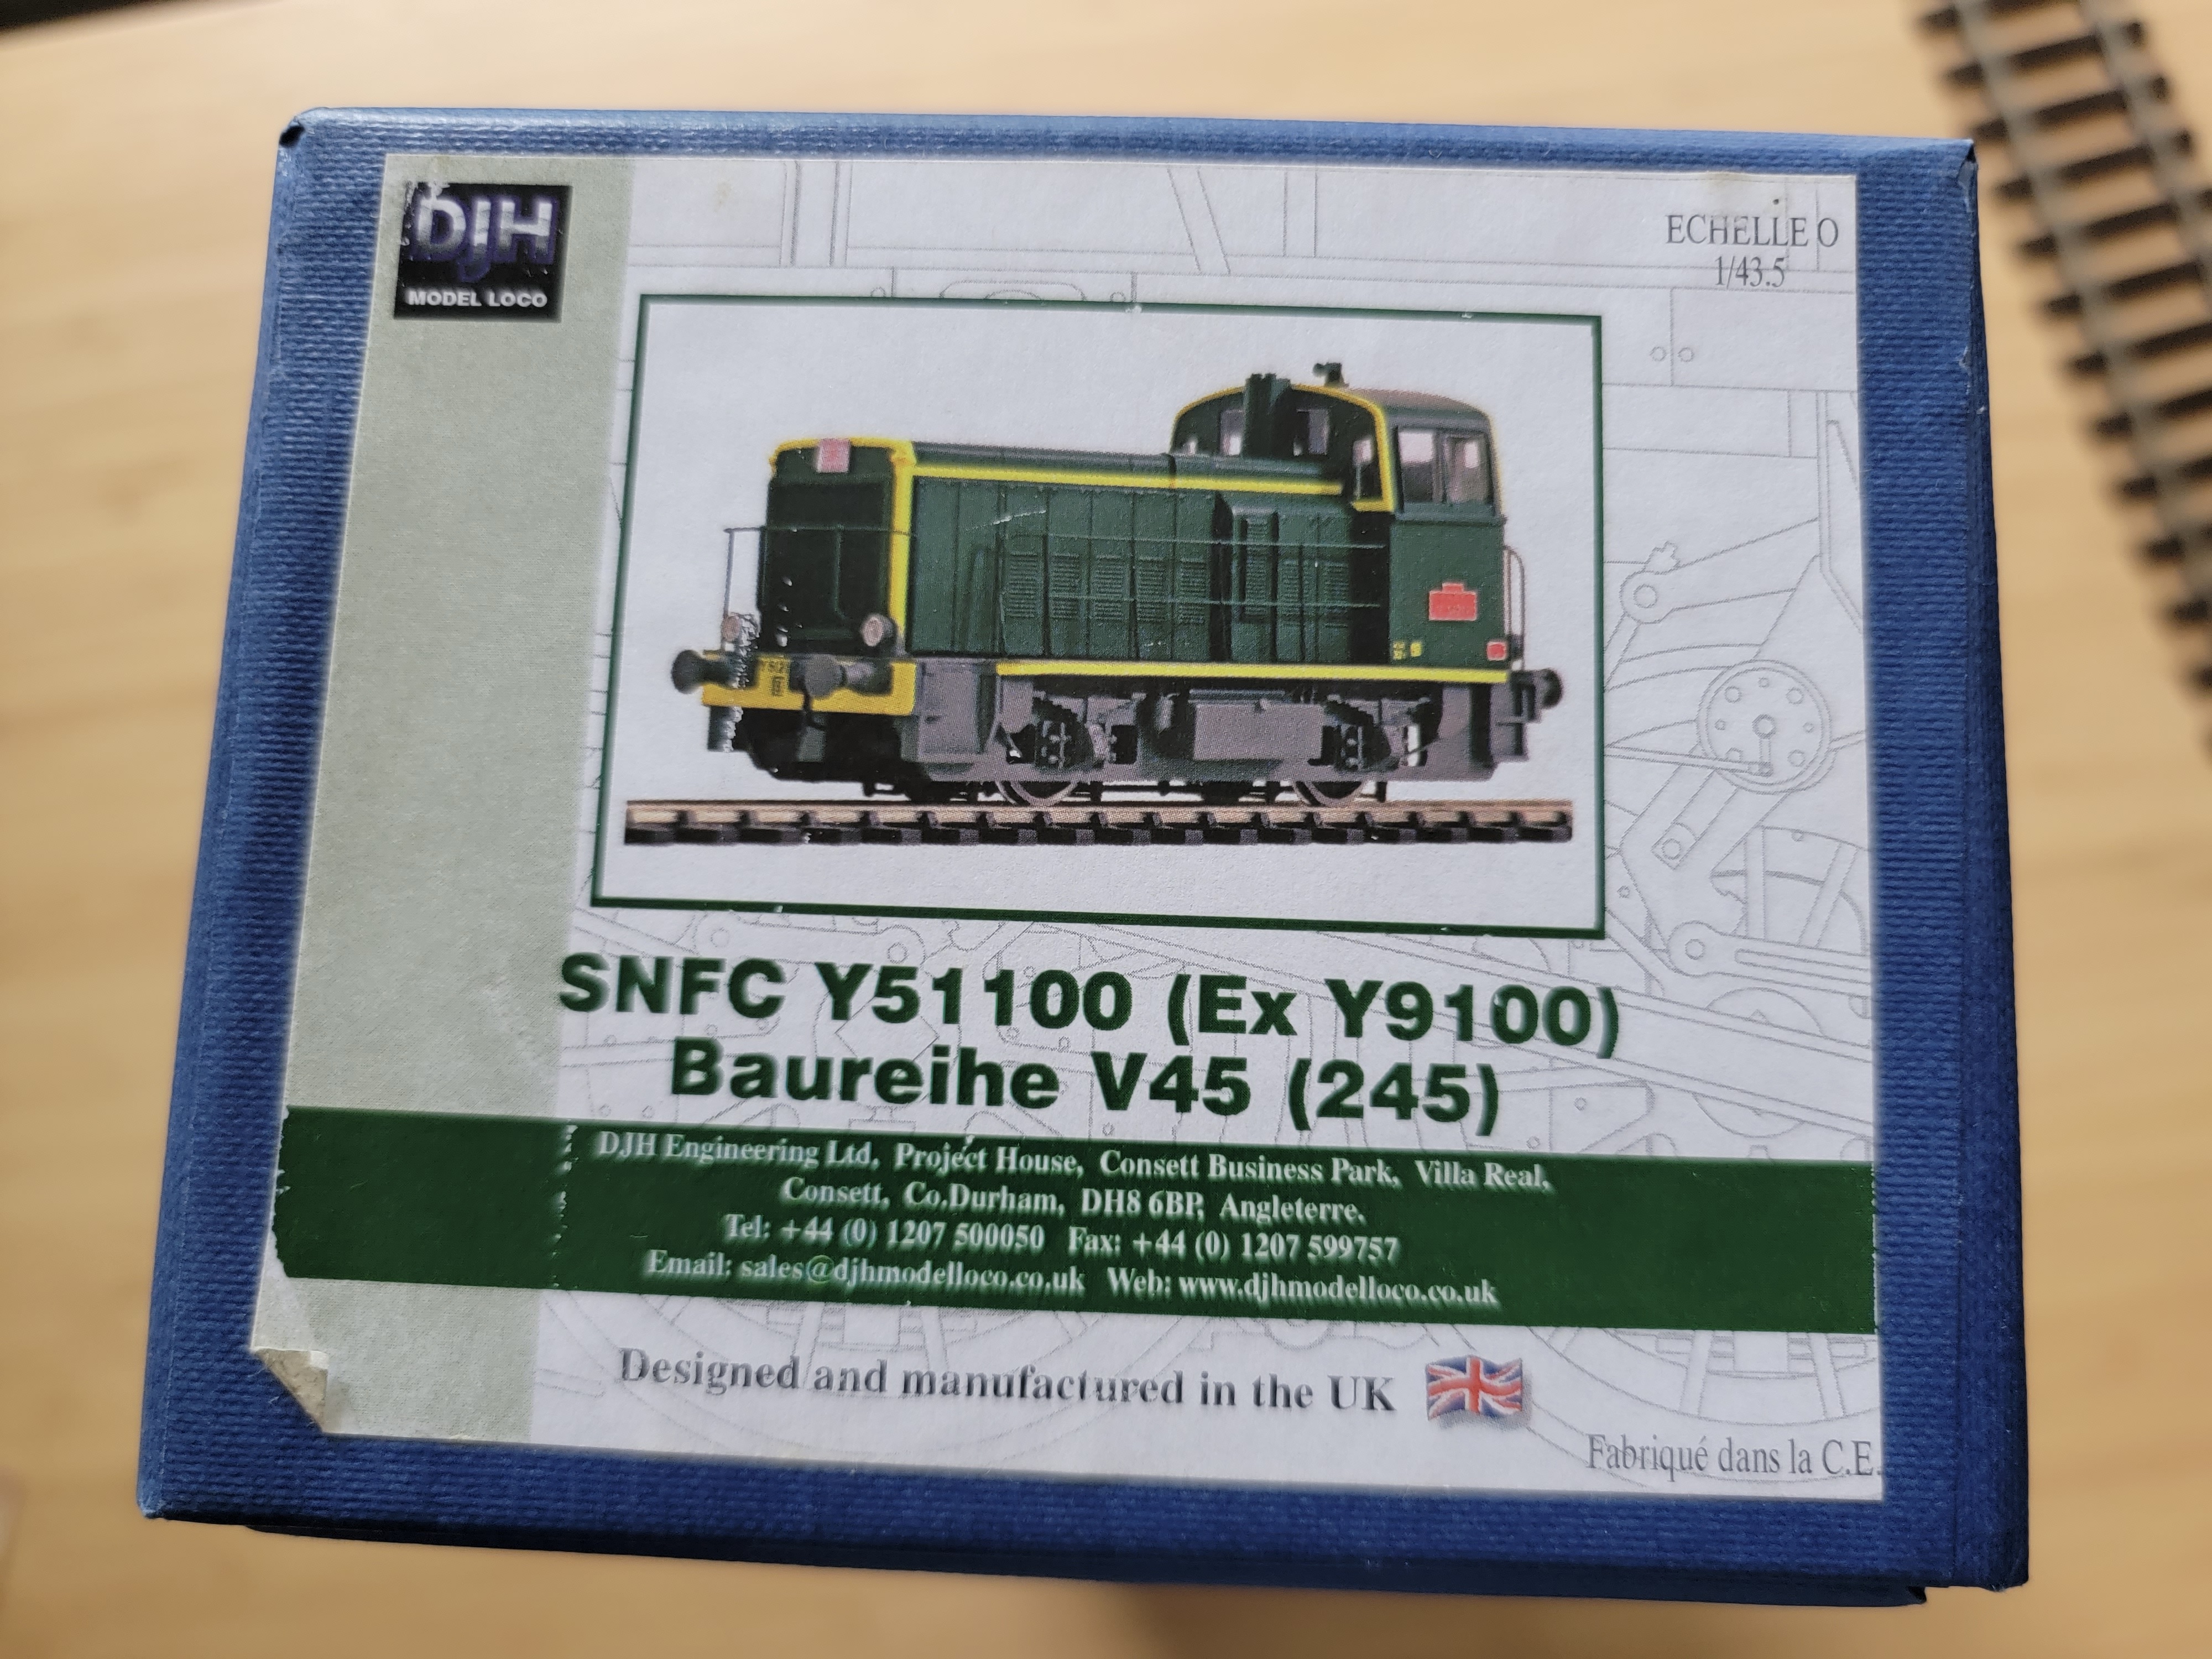 DJH
MODEL LOCO
ECHELLE O
1/43.5
SNFC Y51100 (Ex Y9100)
Baureihe V45 (245)
DJH Engineering Ltd, Project House, Consett Business Park, Villa Real,
Consett, Co.Durham, DH8 6BP, Angleterre.
Tel: +44 (0) 1207 500050 Fax: +44 (0) 1207 599757
Email: sales@djhmodelloco.co.uk Web: www.djhmodelloco.co.uk
Designed and manufactured in the UK
Fabriqué dans la C.E.